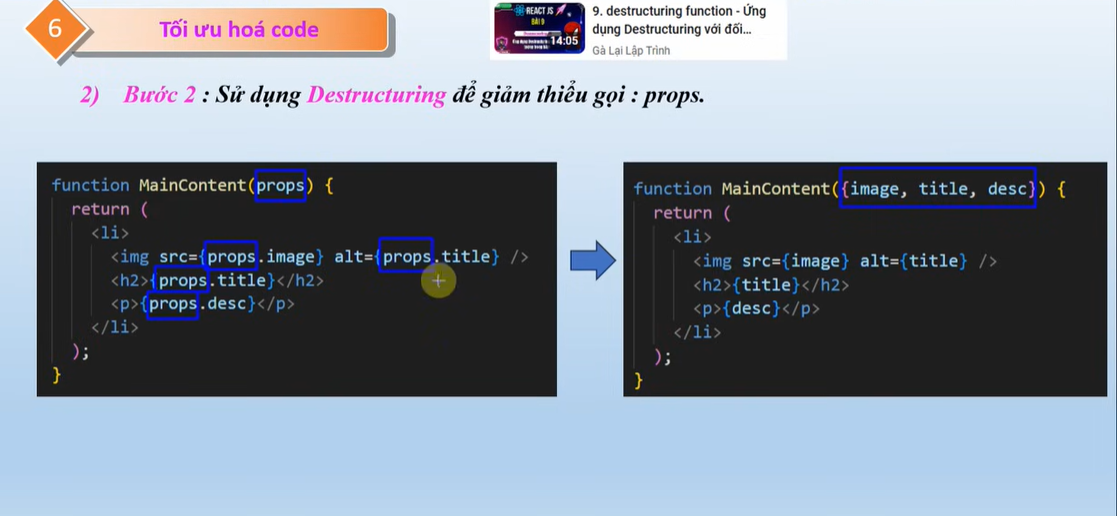 6
Tối ưu hoá code
REACT JS
BÀI 9
14:05
9. destructuring function - Ứng
dụng Destructuring với đối...
Gà Lại Lập Trình
2) Bước 2 : Sử dụng Destructuring để giảm thiểu gọi : props.
function MainContent(props) {
return (
<li>
<img src={props.image} alt={props.title} />
<h2>{props.title}</h2>
<p>{props.desc}</p>
</li>
);
}
function MainContent({image, title, desc}) {
return (
<li>
<img src={image} alt={title} />
<h2>{title}</h2>
<p>{desc}</p>
</li>
);
}